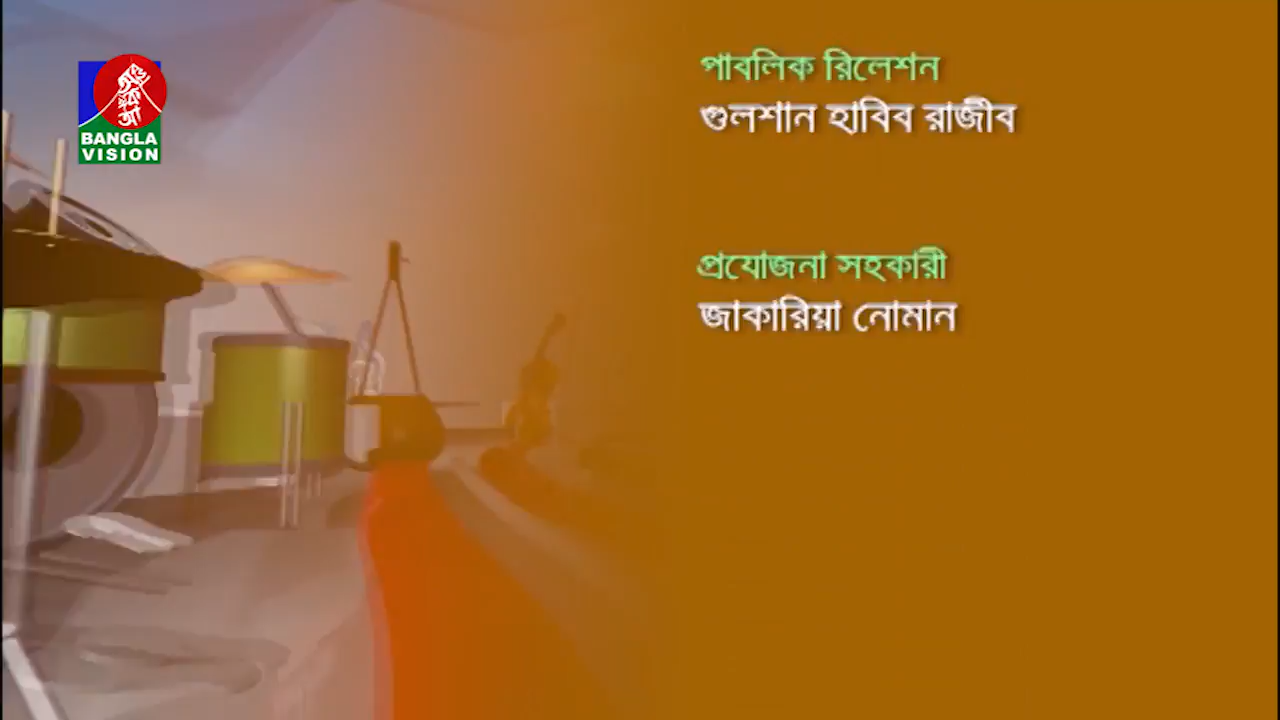 BANGLA
VISION
পাবলিক রিলেশন
গুলশান হাবিব রাজীব
প্রযোজনা সহকারী
জাকারিয়া নোমান